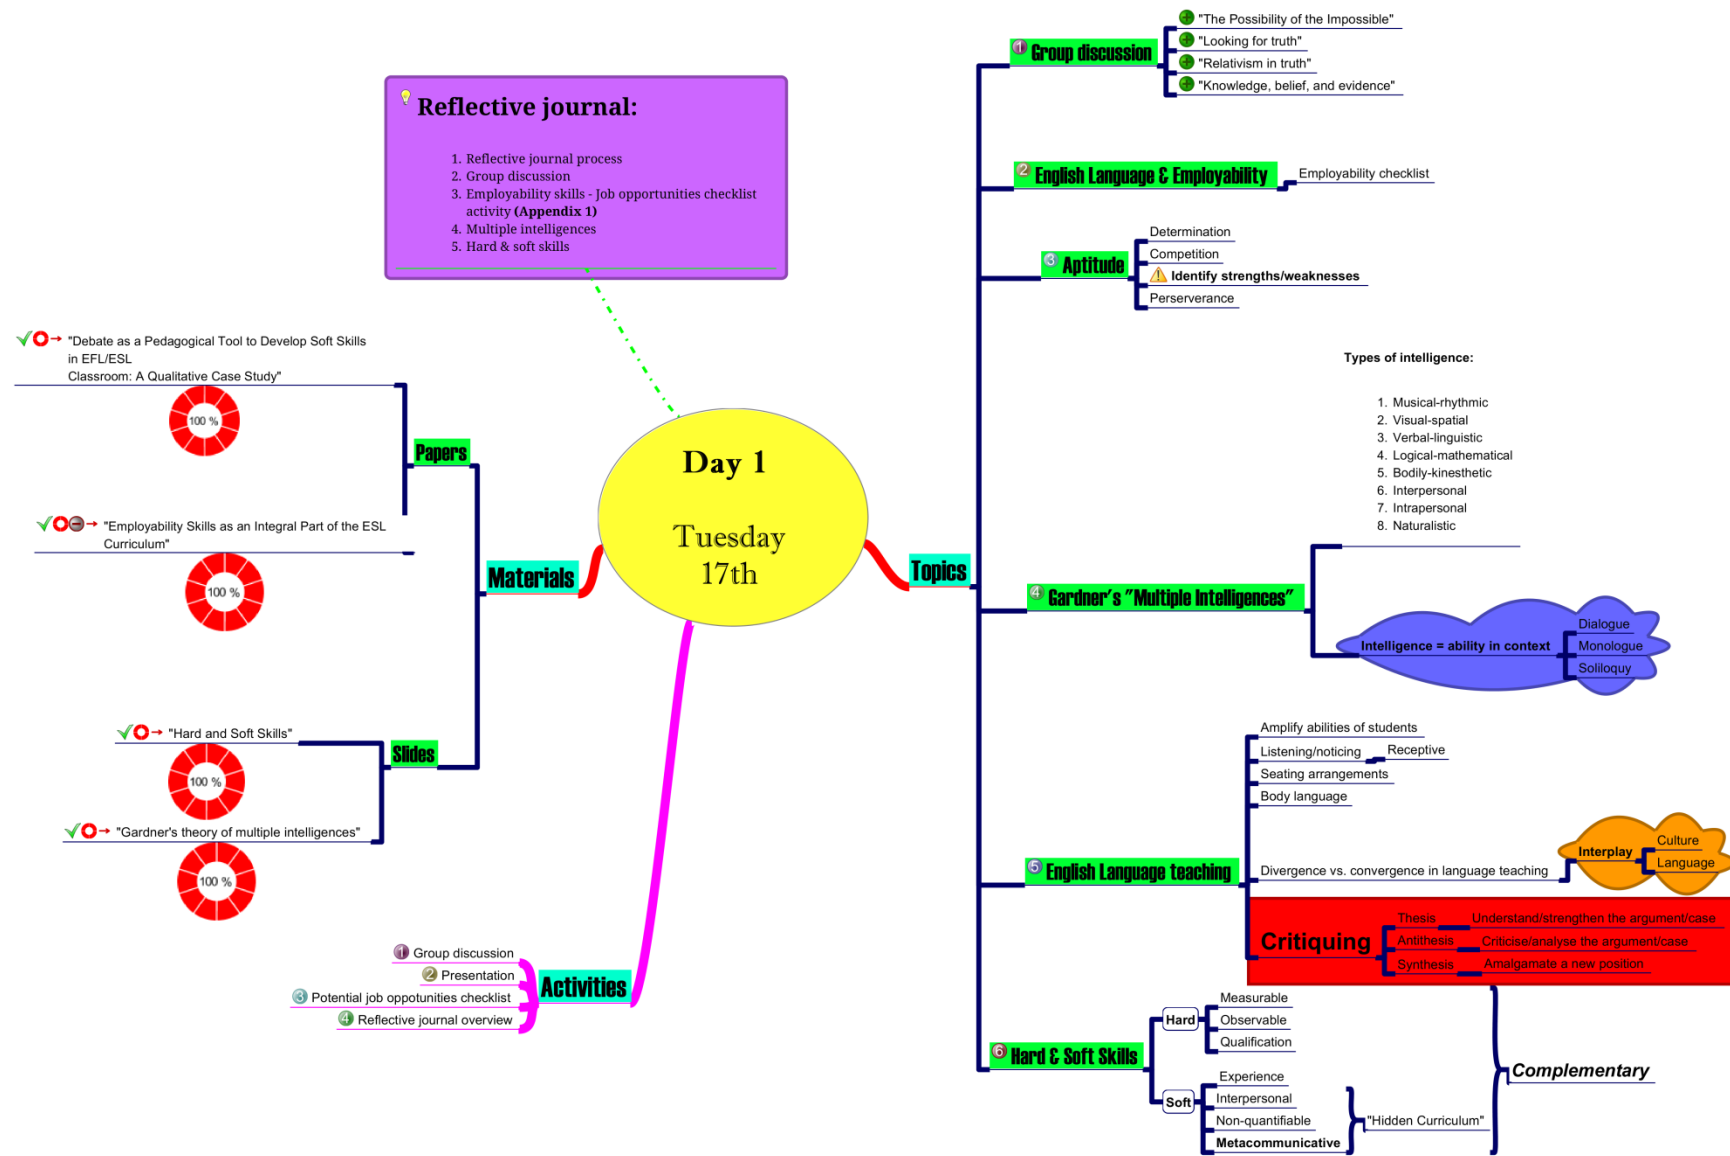 Reflective journal:
1. Reflective journal process
2. Group discussion
3. Employability skills - Job opportunities checklist
activity (Appendix 1)
4. Multiple intelligences
5. Hard & soft skills
Day 1
Tuesday
17th
Materials
Papers
"Debate as a Pedagogical Tool to Develop Soft Skills
in EFL/ESL
Classroom: A Qualitative Case Study"
100 %
"Employability Skills as an Integral Part of the ESL
Curriculum"
100 %
Slides
"Hard and Soft Skills"
100 %
"Gardner's theory of multiple intelligences"
100 %
Activities
1 Group discussion
2 Presentation
3 Potential job oppotunities checklist
4 Reflective journal overview
Topics
1 Group discussion
"The Possibility of the Impossible"
"Looking for truth"
"Relativism in truth"
"Knowledge, belief, and evidence"
2 English Language & Employability
Employability checklist
3 Aptitude
Determination
Competition
Identify strengths/weaknesses
Perserverance
4 Gardner's "Multiple Intelligences"
Types of intelligence:
1. Musical-rhythmic
2. Visual-spatial
3. Verbal-linguistic
4. Logical-mathematical
5. Bodily-kinesthetic
6. Interpersonal
7. Intrapersonal
8. Naturalistic
Intelligence = ability in context
Dialogue
Monologue
Soliloquy
5 English Language teaching
Amplify abilities of students
Listening/noticing
Receptive
Seating arrangements
Body language
Divergence vs. convergence in language teaching
Interplay
Culture
Language
Critiquing
Thesis
Understand/strengthen the argument/case
Antithesis
Criticise/analyse the argument/case
Synthesis
Amalgamate a new position
6 Hard & Soft Skills
Hard
Measurable
Observable
Qualification
Soft
Experience
Interpersonal
Non-quantifiable
Metacommunicative
"Hidden Curriculum"
Complementary